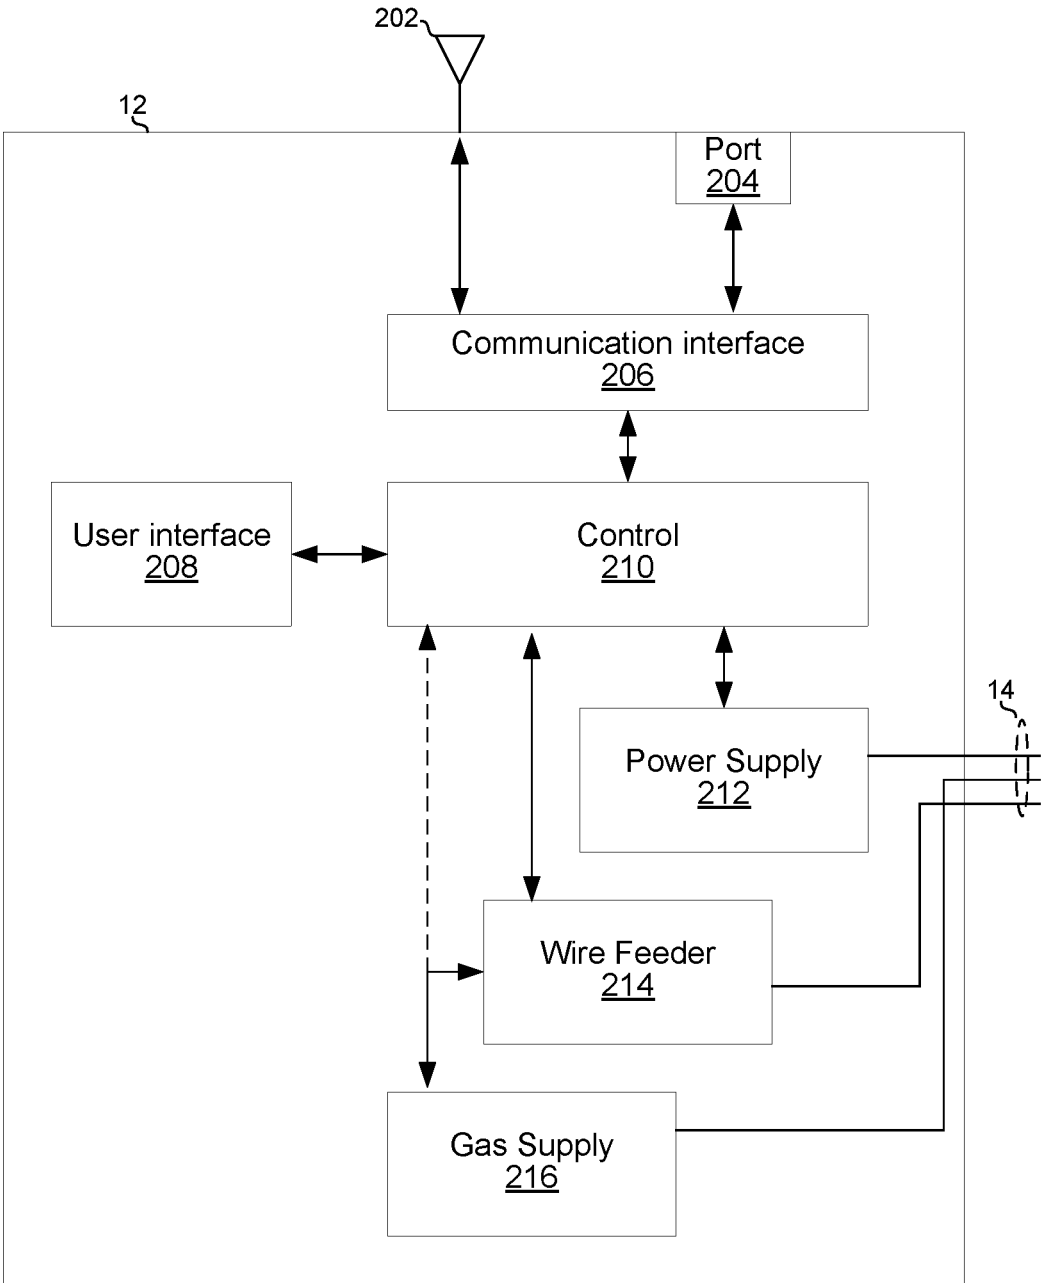 202
12
Port
204
Communication interface
206
User interface
208
Control
210
14
Power Supply
212
Wire Feeder
214
Gas Supply
216